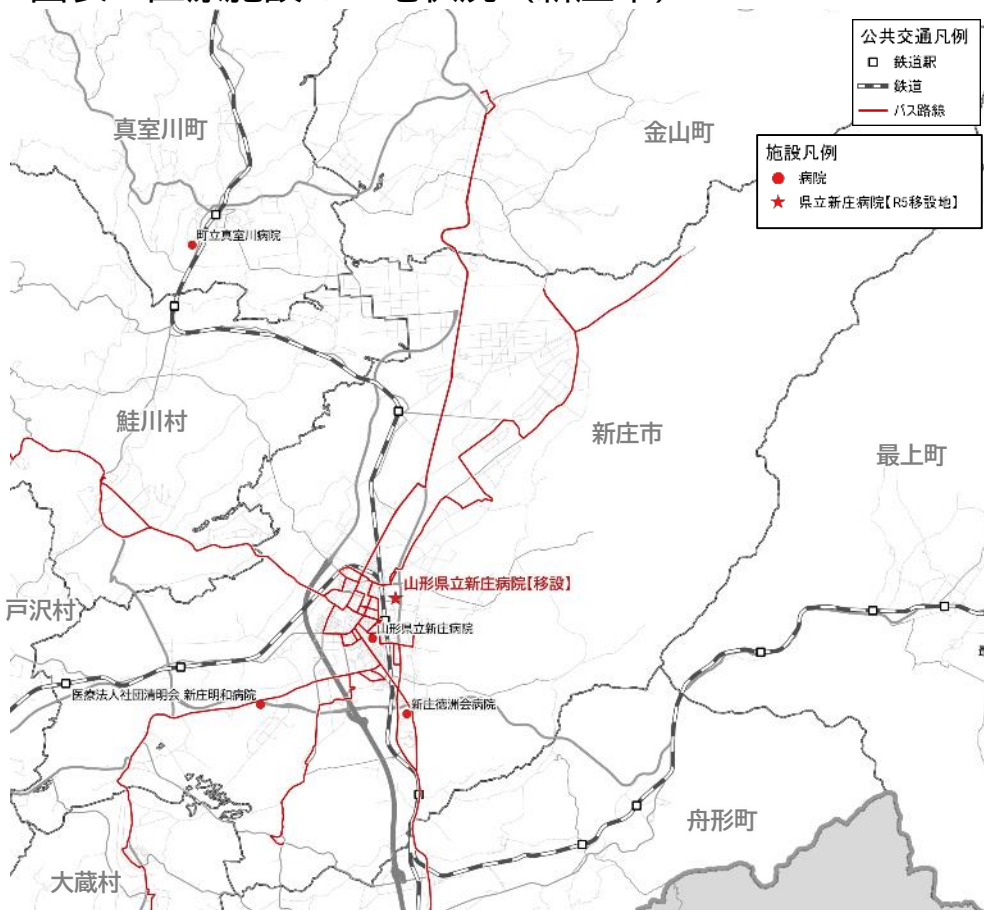 公共交通凡例
鉄道駅
鉄道
バス路線
施設凡例
病院
県立新庄病院【R5移設地】
真室川町
金山町
町立真室川病院
鮭川村
新庄市
最上町
山形県立新庄病院【移設】
戸沢村
山形県立新庄病院
医療法人社団清明会 新庄明和病院
新庄徳洲会病院
舟形町
大蔵村